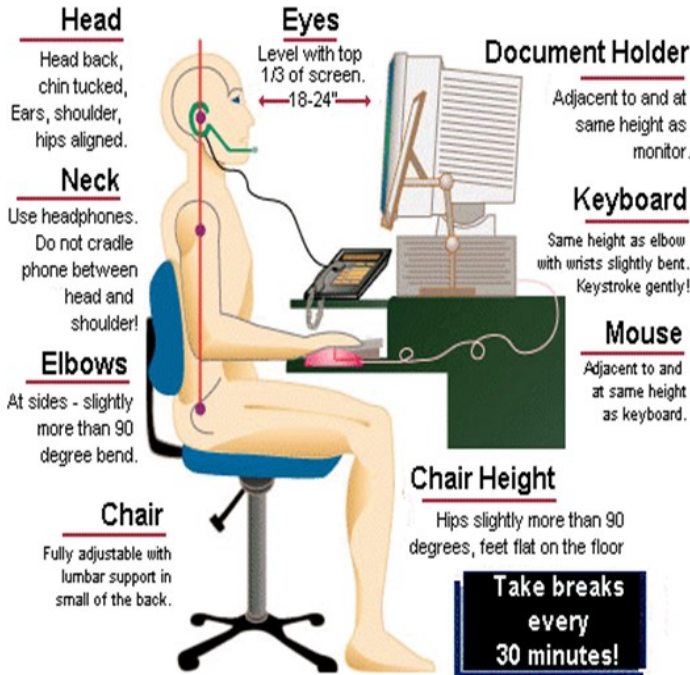 Head
Head back,
chin tucked,
Ears, shoulder,
hips aligned.
Eyes
Level with top
1/3 of screen.
18-24"
Document Holder
Adjacent to and at
same height as
monitor.
Neck
Use headphones.
Do not cradle
phone between
head and
shoulder!
Keyboard
Same height as elbow
with wrists slightly bent.
Keystroke gently!
Elbows
At sides - slightly
more than 90
degree bend.
Mouse
Adjacent to and
at same height
as keyboard.
Chair
Fully adjustable with
lumbar support in
small of the back.
Chair Height
Hips slightly more than 90
degrees, feet flat on the floor
Take breaks
every
30 minutes!